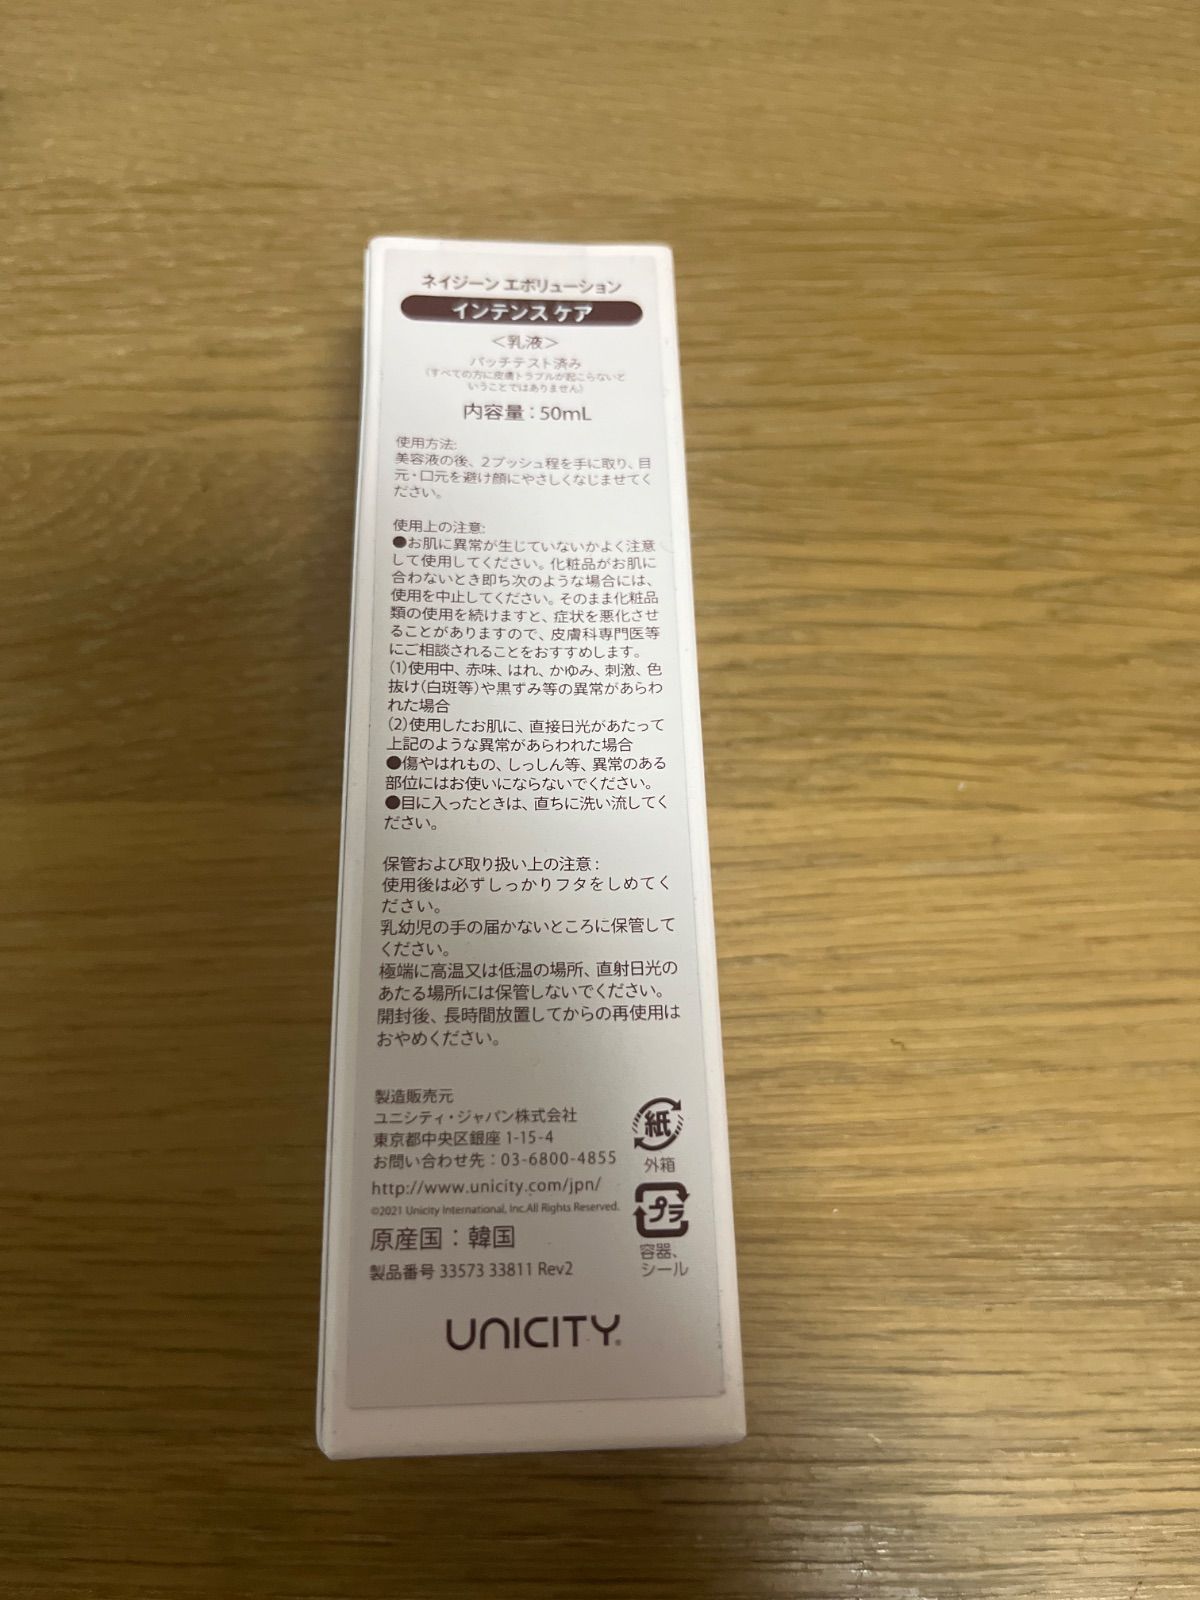 ネイジーン エボリューション
インテンス ケア
＜乳液＞
パッチテスト済み
（すべての方に皮膚トラブルが起こらないと
いうことではありません）
内容量：50mL
使用方法:
美容液の後、2プッシュ程を手に取り、目
元・口元を避け顔にやさしくなじませてく
ださい。
使用上の注意:
●お肌に異常が生じていないかよく注意
して使用してください。化粧品がお肌に
合わないとき即ち次のような場合には、
使用を中止してください。そのまま化粧品
類の使用を続けますと、症状を悪化させ
ることがありますので、皮膚科専門医等
にご相談されることをおすすめします。
（1）使用中、赤味、はれ、かゆみ、刺激、色
抜け（白斑等）や黒ずみ等の異常があらわ
れた場合
（2）使用したお肌に、直接日光があたって
上記のような異常があらわれた場合
●傷やはれもの、しっしん等、異常のある
部位にはお使いにならないでください。
●目に入ったときは、直ちに洗い流してく
ださい。
保管および取り扱い上の注意：
使用後は必ずしっかりフタをしめてく
ださい。
乳幼児の手の届かないところに保管して
ください。
極端に高温又は低温の場所、直射日光の
あたる場所には保管しないでください。
開封後、長時間放置してからの再使用は
おやめください。
製造販売元
ユニシティ・ジャパン株式会社
東京都中央区銀座 1-15-4
お問い合わせ先：03-6800-4855
http://www.unicity.com/jpn/
©2021 Unicity International, Inc.All Rights Reserved.
原産国：韓国
製品番号 33573 33811 Rev2
紙
外箱
プラ
容器、
シール
UNICITY®